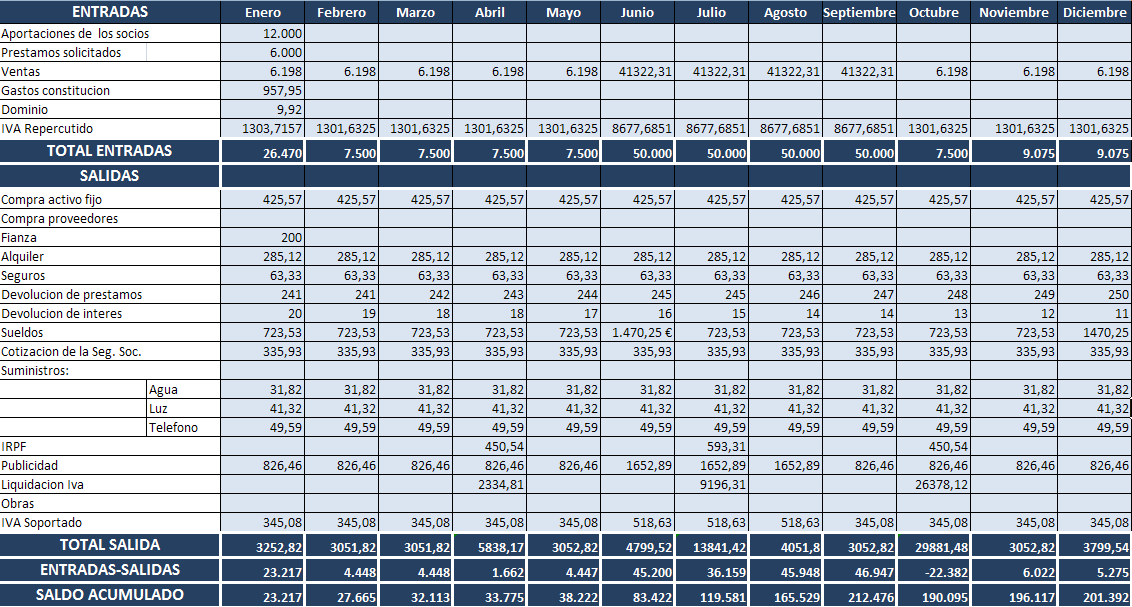 ENTRADAS Enero Febrero Marzo Abril Mayo Junio Julio Agosto Septiembre Octubre Noviembre Diciembre
Aportaciones de los socios 12.000
Prestamos solicitados 6.000
Ventas 6.198 6.198 6.198 6.198 6.198 41322,31 41322,31 41322,31 41322,31 6.198 6.198 6.198
Gastos constitucion 957,95
Dominio 9,92
IVA Repercutido 1303,7157 1301,6325 1301,6325 1301,6325 1301,6325 8677,6851 8677,6851 8677,6851 8677,6851 1301,6325 1301,6325 1301,6325
TOTAL ENTRADAS 26.470 7.500 7.500 7.500 7.500 50.000 50.000 50.000 50.000 7.500 9.075 9.075
SALIDAS
Compra activo fijo 425,57 425,57 425,57 425,57 425,57 425,57 425,57 425,57 425,57 425,57 425,57 425,57
Compra proveedores
Fianza 200
Alquiler 285,12 285,12 285,12 285,12 285,12 285,12 285,12 285,12 285,12 285,12 285,12 285,12
Seguros 63,33 63,33 63,33 63,33 63,33 63,33 63,33 63,33 63,33 63,33 63,33 63,33
Devolucion de prestamos 241 241 242 243 244 245 245 246 247 248 249 250
Devolucion de interes 20 19 18 18 17 16 15 14 14 13 12 11
Sueldos 723,53 723,53 723,53 723,53 723,53 1.470,25 € 723,53 723,53 723,53 723,53 723,53 1470,25
Cotizacion de la Seg. Soc. 335,93 335,93 335,93 335,93 335,93 335,93 335,93 335,93 335,93 335,93 335,93 335,93
Suministros:
Agua 31,82 31,82 31,82 31,82 31,82 31,82 31,82 31,82 31,82 31,82 31,82 31,82
Luz 41,32 41,32 41,32 41,32 41,32 41,32 41,32 41,32 41,32 41,32 41,32 41,32
Telefono 49,59 49,59 49,59 49,59 49,59 49,59 49,59 49,59 49,59 49,59 49,59 49,59
IRPF 450,54 593,31 450,54
Publicidad 826,46 826,46 826,46 826,46 826,46 1652,89 1652,89 1652,89 826,46 826,46 826,46 826,46
Liquidacion Iva 2334,81 9196,31 26378,12
Obras
IVA Soportado 345,08 345,08 345,08 345,08 345,08 518,63 518,63 518,63 345,08 345,08 345,08 345,08
TOTAL SALIDA 3252,82 3051,82 3051,82 5838,17 3052,82 4799,52 13841,42 4051,8 3052,82 29881,48 3052,82 3799,54
ENTRADAS-SALIDAS 23.217 4.448 4.448 1.662 4.447 45.200 36.159 45.948 46.947 -22.382 6.022 5.275
SALDO ACUMULADO 23.217 27.665 32.113 33.775 38.222 83.422 119.581 165.529 212.476 190.095 196.117 201.392